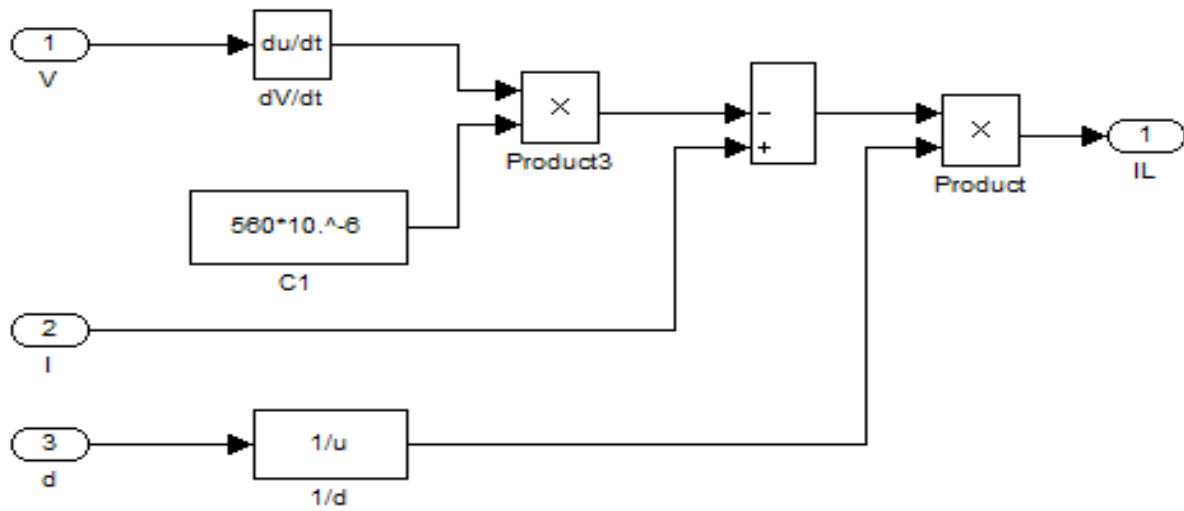 1
V
du/dt
dV/dt
×
Product3
560*10.^-6
C1
−
+
×
Product
1
IL
2
I
3
d
1/u
1/d